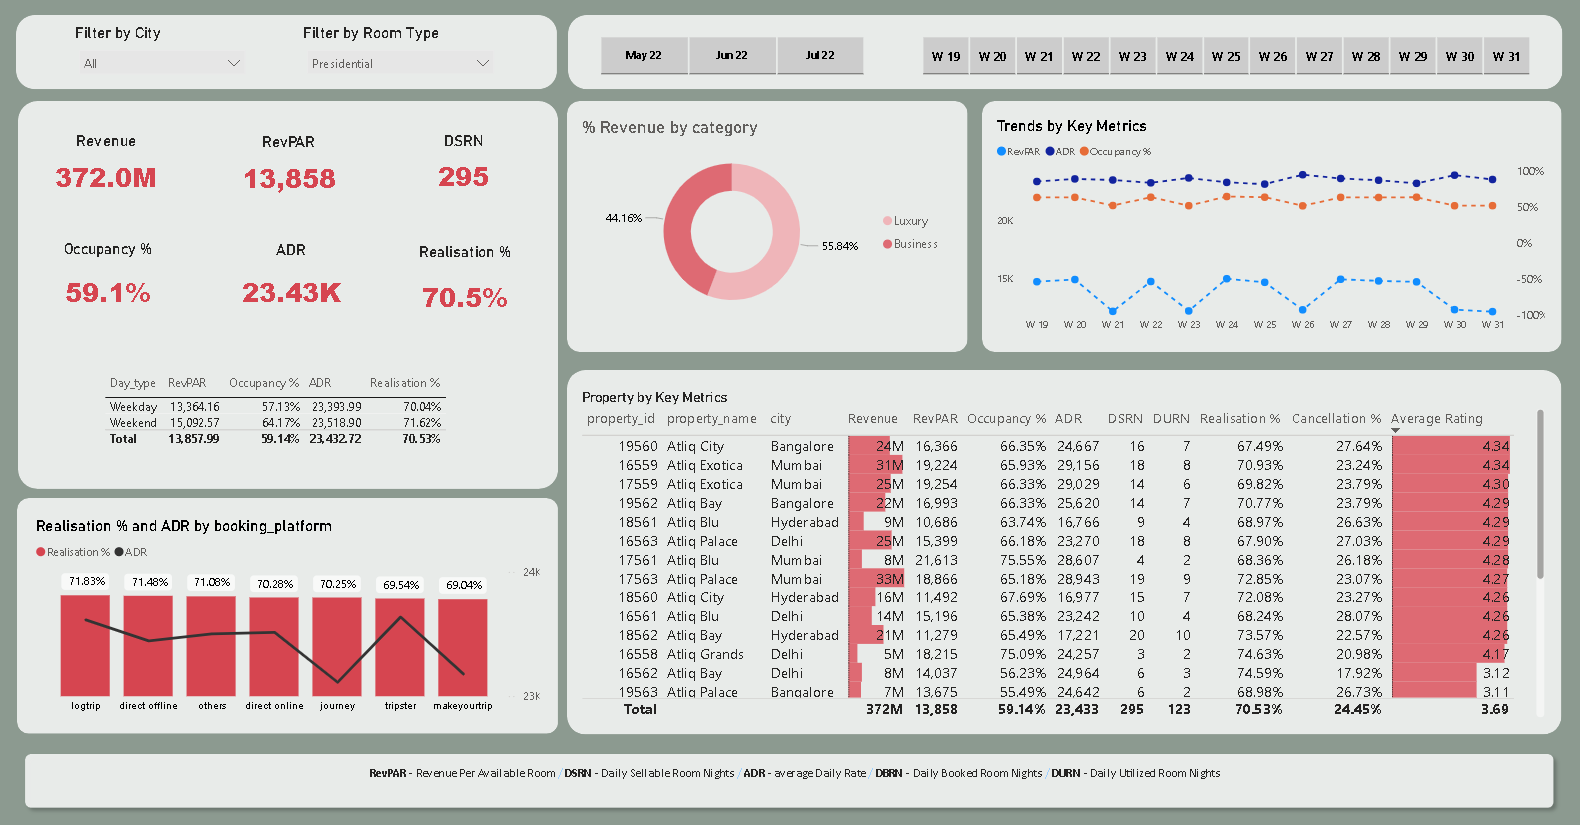 Filter by City
Filter by Room Type
All
Presidential
May 22 Jun 22 Jul 22
W 19 W 20 W 21 W 22 W 23 W 24 W 25 W 26 W 27 W 28 W 29 W 30 W 31
Revenue
372.0M
RevPAR
13,858
DSRN
295
Occupancy %
59.1%
ADR
23.43K
Realisation %
70.5%
Day_type RevPAR Occupancy % ADR Realisation %
Weekday 13,364.16 57.13% 23,393.99 70.04%
Weekend 15,092.57 64.17% 23,518.90 71.62%
Total 13,857.99 59.14% 23,432.72 70.53%
% Revenue by category
44.16%
55.84%
Luxury
Business
Trends by Key Metrics
RevPAR ADR Occupancy %
100%
50%
20K
0%
15K
-50%
-100%
W 19 W 20 W 21 W 22 W 23 W 24 W 25 W 26 W 27 W 28 W 29 W 30 W 31
Realisation % and ADR by booking_platform
Realisation % ADR
71.83% 71.48% 71.08% 70.28% 70.25% 69.54% 69.04%
24K
23K
logtrip direct offline others direct online journey tripster makeyourtrip
Property by Key Metrics
property_id property_name city Revenue RevPAR Occupancy % ADR DSRN DURN Realisation % Cancellation % Average Rating
19560 Atliq City Bangalore 24M 16,366 66.35% 24,667 16 7 67.49% 27.64% 4.34
16559 Atliq Exotica Mumbai 31M 19,224 65.93% 29,156 18 8 70.93% 23.24% 4.34
17559 Atliq Exotica Mumbai 25M 19,254 66.33% 29,029 14 6 69.82% 23.79% 4.30
19562 Atliq Bay Bangalore 22M 16,993 66.33% 25,620 14 7 70.77% 23.79% 4.29
18561 Atliq Blu Hyderabad 9M 10,686 63.74% 16,766 9 4 68.97% 26.63% 4.29
16563 Atliq Palace Delhi 25M 15,399 66.18% 23,270 18 8 67.90% 27.03% 4.29
17561 Atliq Blu Mumbai 8M 21,613 75.55% 28,607 4 2 68.36% 26.18% 4.28
17563 Atliq Palace Mumbai 33M 18,866 65.18% 28,943 19 9 72.85% 23.07% 4.27
18560 Atliq City Hyderabad 16M 11,492 67.69% 16,977 15 7 72.08% 23.27% 4.26
16561 Atliq Blu Delhi 14M 15,196 65.38% 23,242 10 4 68.24% 28.07% 4.26
18562 Atliq Bay Hyderabad 21M 11,279 65.49% 17,221 20 10 73.57% 22.57% 4.26
16558 Atliq Grands Delhi 5M 18,215 75.09% 24,257 3 2 74.63% 20.98% 4.17
16562 Atliq Bay Delhi 8M 14,037 56.23% 24,964 6 3 74.59% 17.92% 3.12
19563 Atliq Palace Bangalore 7M 13,675 55.49% 24,642 6 2 68.98% 26.73% 3.11
Total 372M 13,858 59.14% 23,433 295 123 70.53% 24.45% 3.69
RevPAR - Revenue Per Available Room / DSRN - Daily Sellable Room Nights / ADR - average Daily Rate / DBRN - Daily Booked Room Nights / DURN - Daily Utilized Room Nights